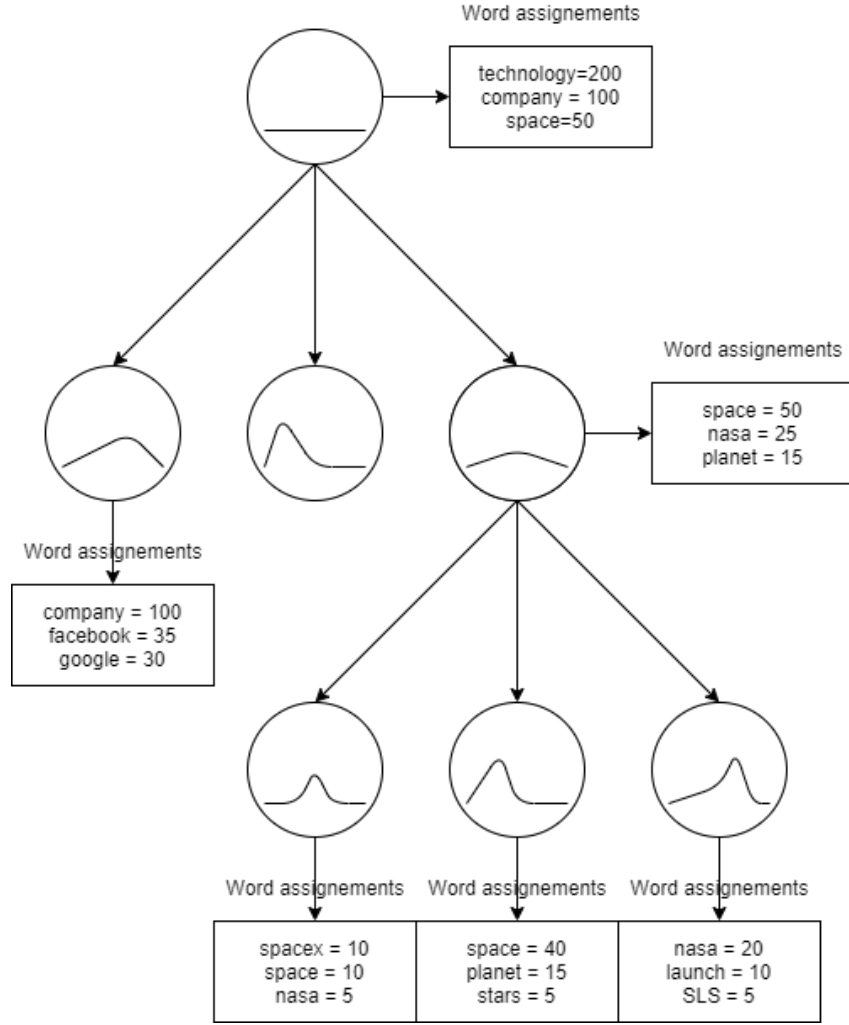 Word assignements
technology=200
company = 100
space=50
Word assignements
space = 50
nasa = 25
planet = 15
Word assignements
company = 100
facebook = 35
google = 30
Word assignements
spacex = 10
space = 10
nasa = 5
Word assignements
space = 40
planet = 15
stars = 5
Word assignements
nasa = 20
launch = 10
SLS = 5